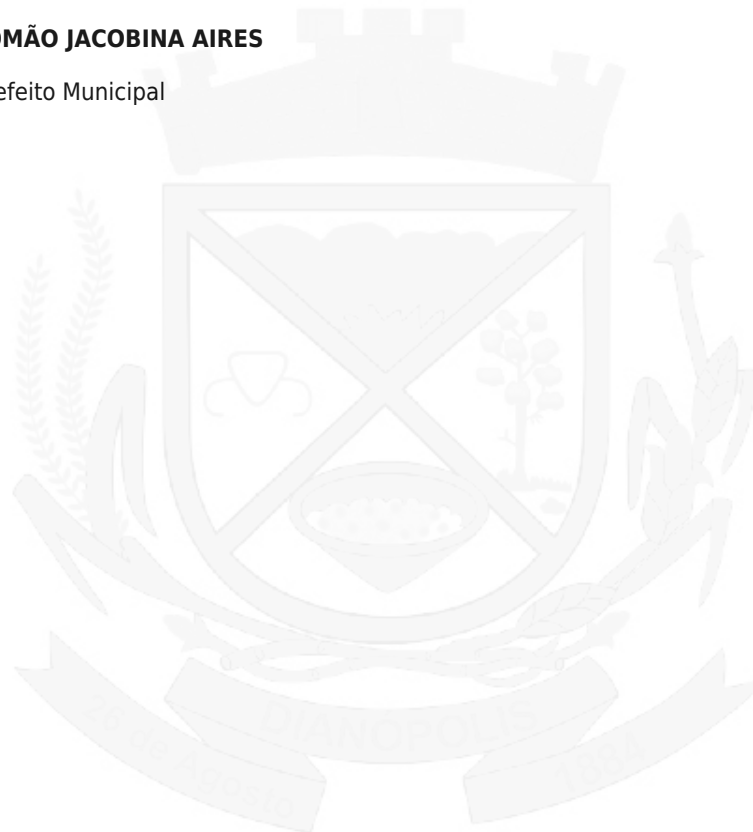 OMÃO JACOBINA AIRES
efeito Municipal
DIANOPOLIS
26 de Agosto
1884